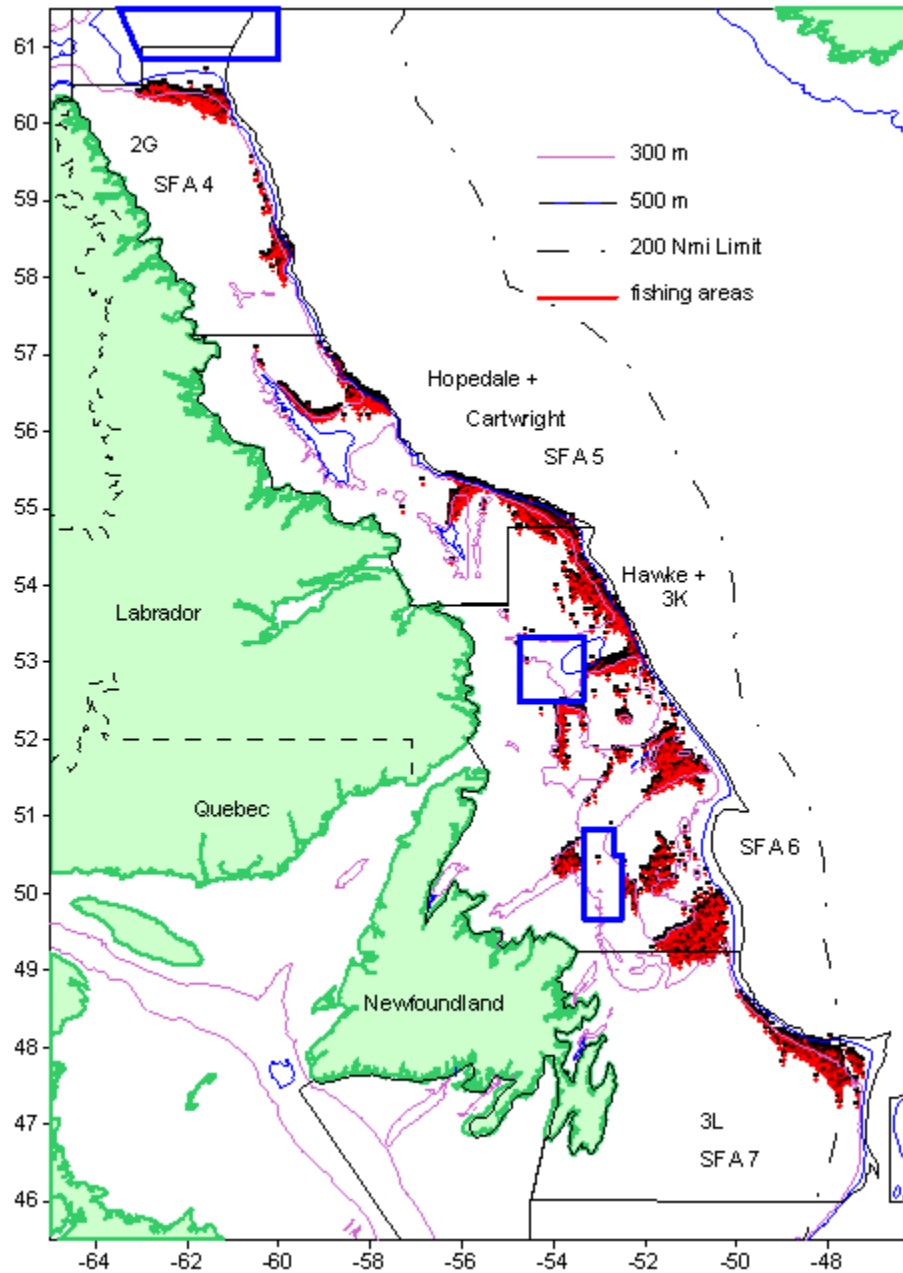 61
60
2G
SFA 4
59
58
57
56
55
54
53
52
51
50
49
48
47
46
300 m
500 m
200 Nmi Limit
fishing areas
Hopedale +
Cartwright
SFA 5
Hawke +
3K
Labrador
Quebec
SFA 6
Newfoundland
3L
SFA 7
-64 -62 -60 -58 -56 -54 -52 -50 -48